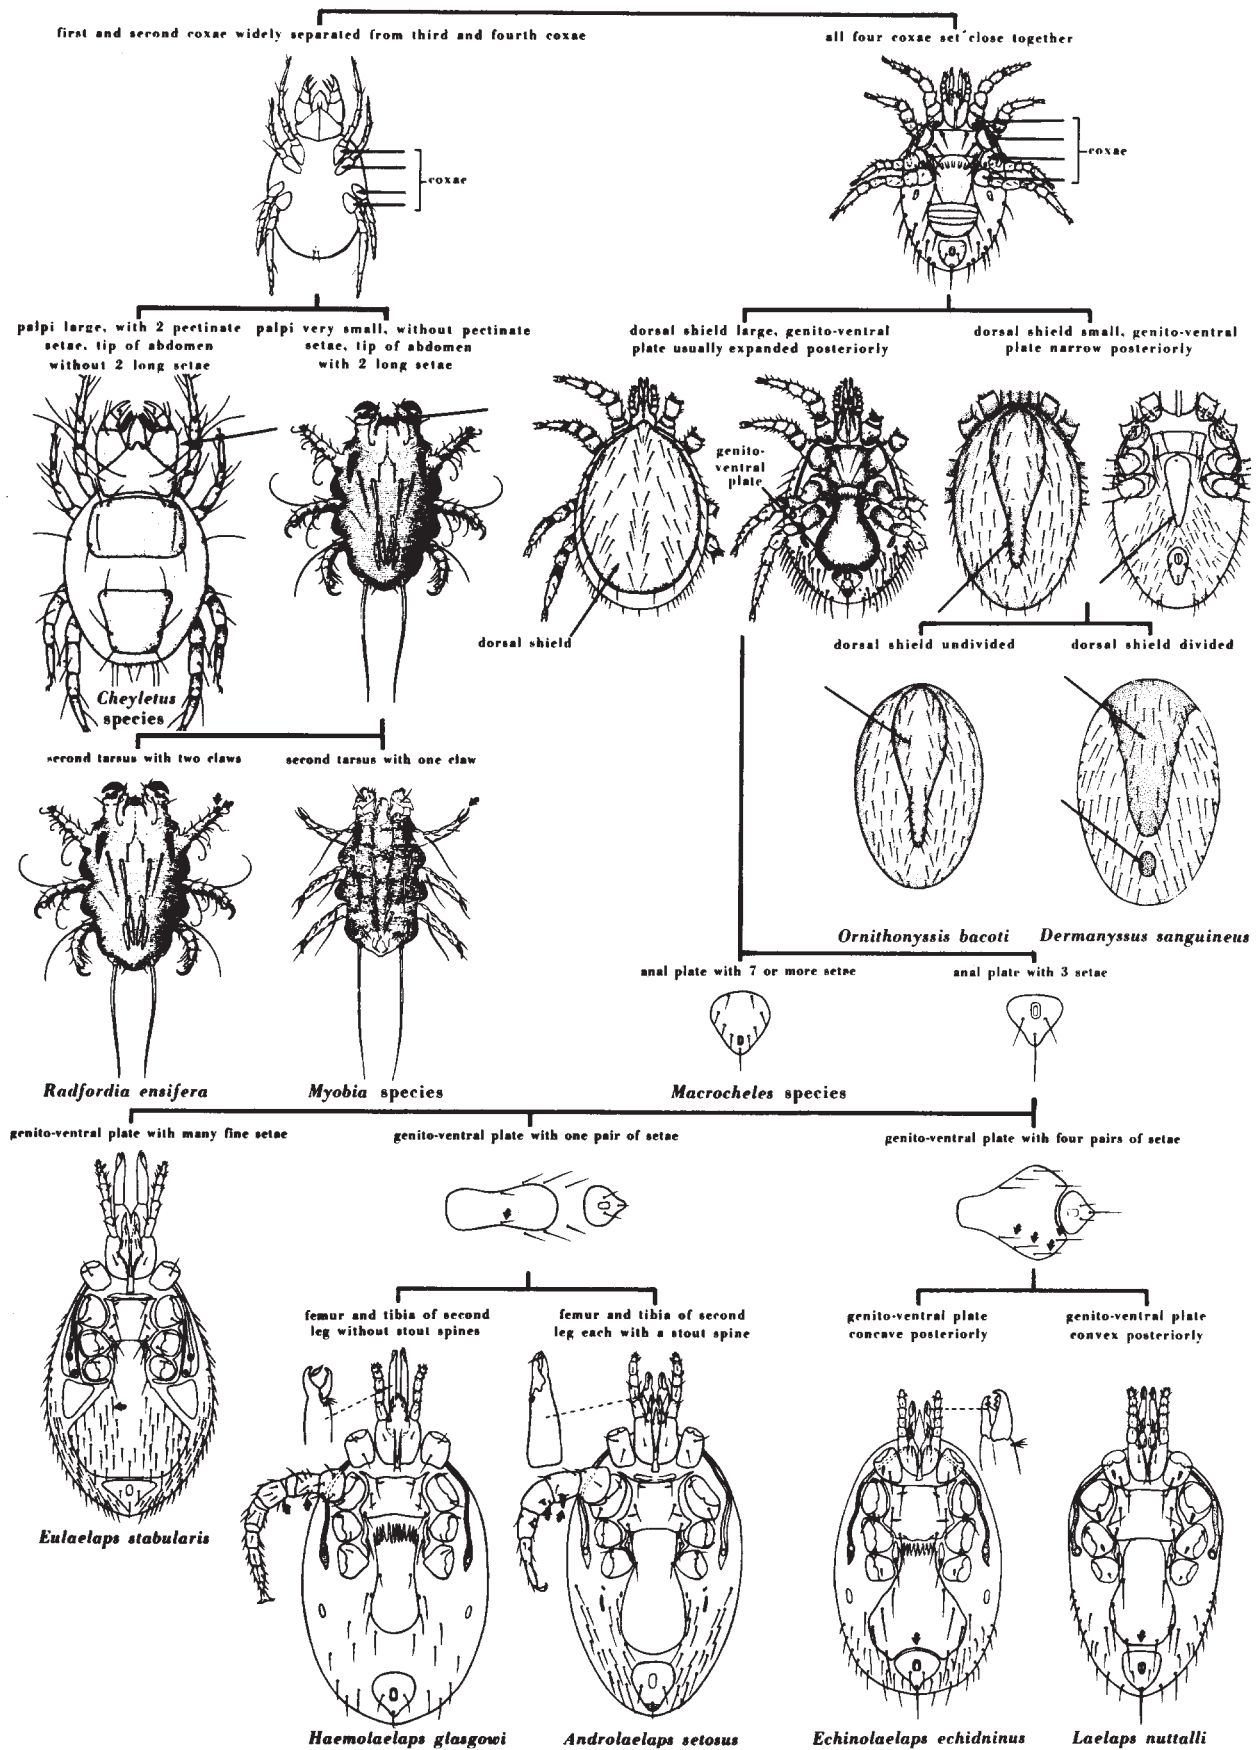 first and second coxae widely separated from third and fourth coxae
all four coxae set close together
coxae
coxae
palpi large, with 2 pectinate
setae, tip of abdomen
without 2 long setae
palpi very small, without pectinate
setae, tip of abdomen
with 2 long setae
dorsal shield large, genito-ventral
plate usually expanded posteriorly
dorsal shield small, genito-ventral
plate narrow posteriorly
genito-
ventral
plate
dorsal shield
dorsal shield undivided
dorsal shield divided
Cheyletus
species
second tarsus with two claws
second tarsus with one claw
Ornithonyssis bacoti
Dermanyssus sanguineus
anal plate with 7 or more setae
anal plate with 3 setae
Radfordia ensifera
Myobia species
Macrocheles species
genito-ventral plate with many fine setae
genito-ventral plate with one pair of setae
genito-ventral plate with four pairs of setae
femur and tibia of second
leg without stout spines
femur and tibia of second
leg each with a stout spine
genito-ventral plate
concave posteriorly
genito-ventral plate
convex posteriorly
Eulaelaps stabularis
Haemolaelaps glasgowi
Androlaelaps setosus
Echinolaelaps echidninus
Laelaps nuttalli